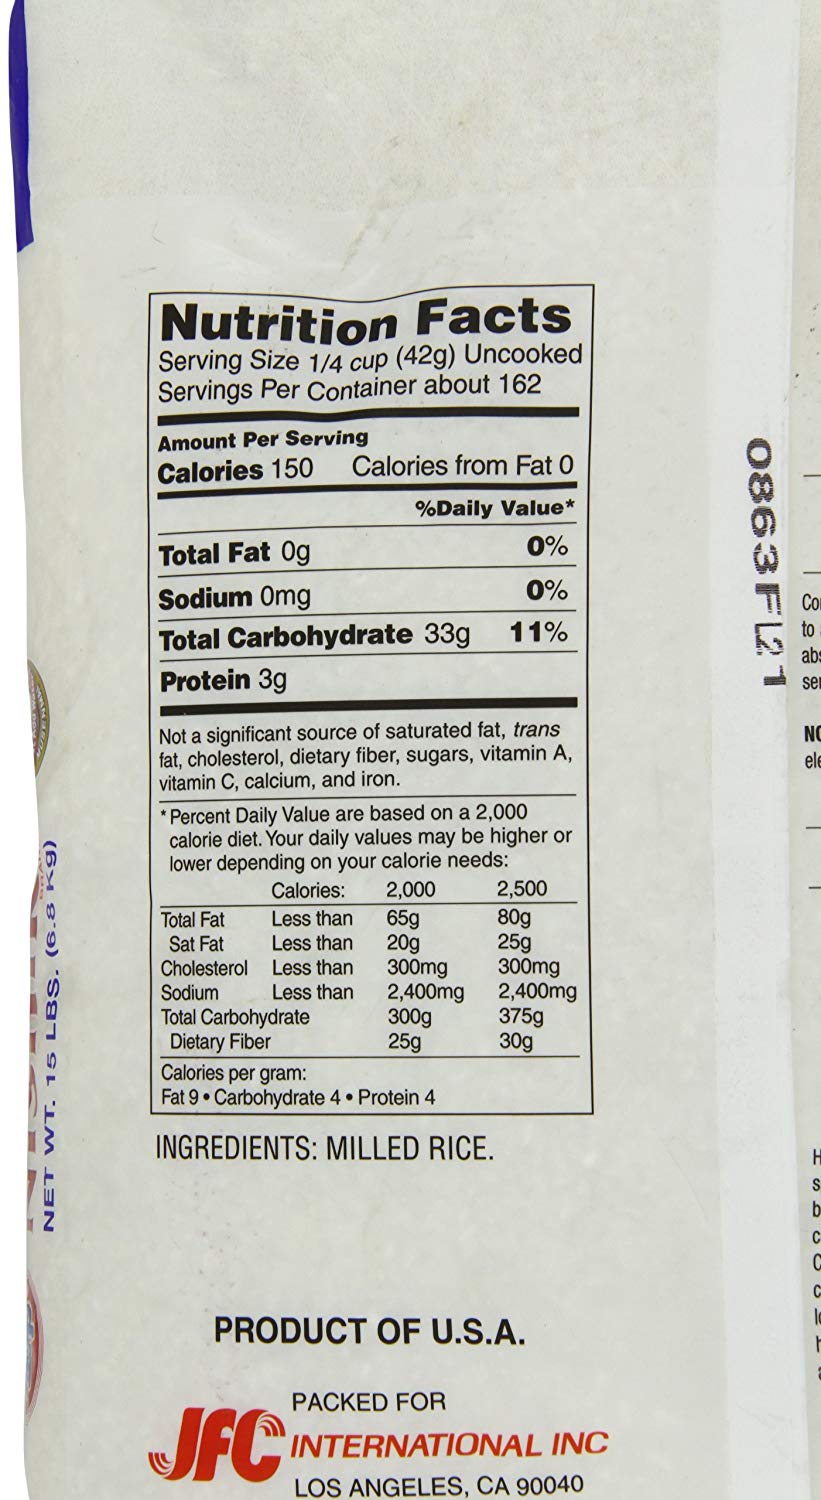 Nutrition Facts
Serving Size 1/4 cup (42g) Uncooked
Servings Per Container about 162
Amount Per Serving
Calories 150 Calories from Fat 0
%Daily Value*
Total Fat 0g 0%
Sodium 0mg 0%
Total Carbohydrate 33g 11%
Protein 3g
Not a significant source of saturated fat, trans
fat, cholesterol, dietary fiber, sugars, vitamin A,
vitamin C, calcium, and iron.
* Percent Daily Value are based on a 2,000
calorie diet. Your daily values may be higher or
lower depending on your calorie needs:
Calories: 2,000 2,500
Total Fat Less than 65g 80g
Sat Fat Less than 20g 25g
Cholesterol Less than 300mg 300mg
Sodium Less than 2,400mg 2,400mg
Total Carbohydrate 300g 375g
Dietary Fiber 25g 30g
Calories per gram:
Fat 9 • Carbohydrate 4 • Protein 4
INGREDIENTS: MILLED RICE.
PRODUCT OF U.S.A.
PACKED FOR
JFC INTERNATIONAL INC
LOS ANGELES, CA 90040
NET WT. 15 LBS. (6.8 Kg)
0863FL21
to